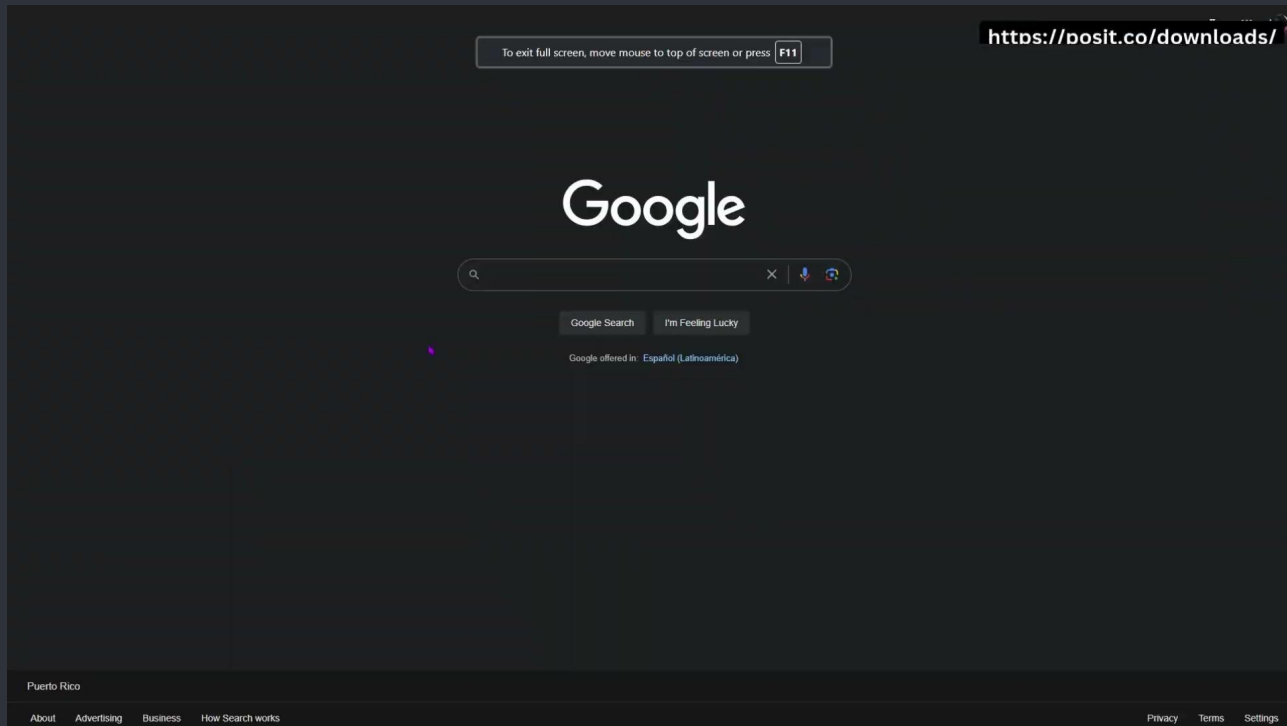 https://posit.co/downloads/
To exit full screen, move mouse to top of screen or press F11
Google
Google Search I'm Feeling Lucky
Google offered in: Español (Latinoamérica)
Puerto Rico
About Advertising Business How Search works Privacy Terms Settings